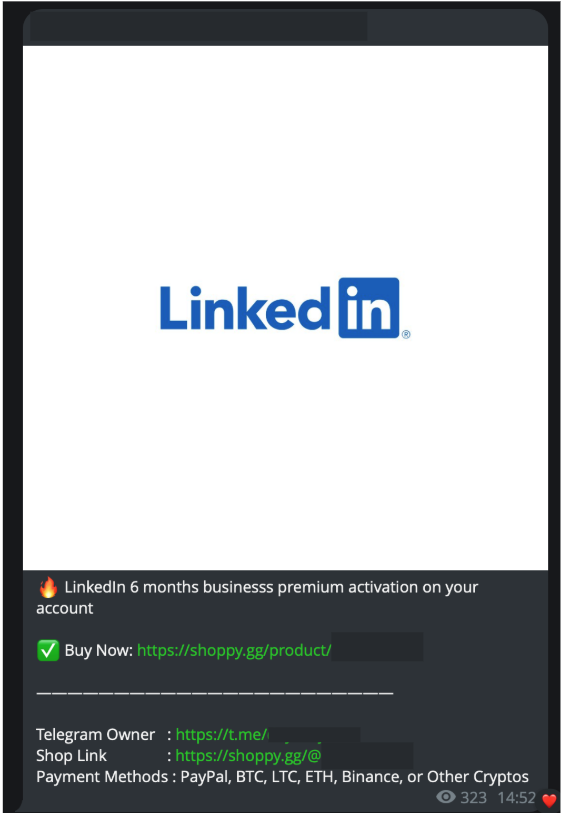 LinkedIn®
🔥 LinkedIn 6 months businesss premium activation on your
account
✅ Buy Now: https://shoppy.gg/product/
————————————————————————
Telegram Owner : https://t.me/
Shop Link : https://shoppy.gg/@
Payment Methods : PayPal, BTC, LTC, ETH, Binance, or Other Cryptos
323 14:52